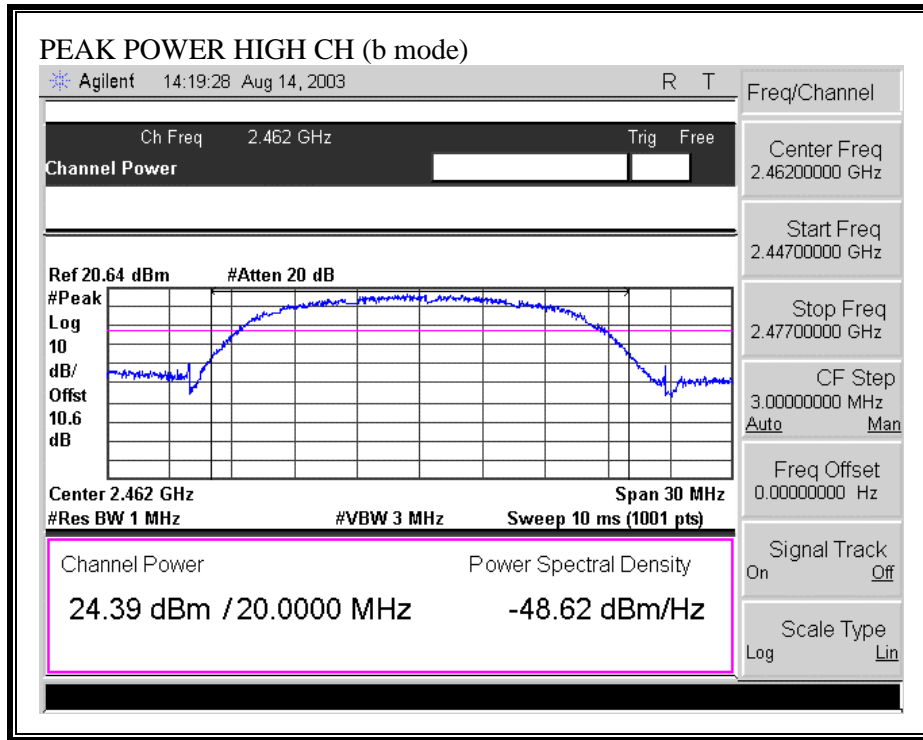 PEAK POWER HIGH CH (b mode)
Agilent 14:19:28 Aug 14, 2003 R T
Ch Freq 2.462 GHz Trig Free
Channel Power
Ref 20.64 dBm #Atten 20 dB
#Peak
Log
10
dB/
Offst
10.6
dB
Center 2.462 GHz Span 30 MHz
#Res BW 1 MHz #VBW 3 MHz Sweep 10 ms (1001 pts)
Channel Power Power Spectral Density
24.39 dBm / 20.0000 MHz -48.62 dBm/Hz
Freq/Channel
Center Freq
2.46200000 GHz
Start Freq
2.44700000 GHz
Stop Freq
2.47700000 GHz
CF Step
3.00000000 MHz
Auto Man
Freq Offset
0.00000000 Hz
Signal Track
On Off
Scale Type
Log Lin